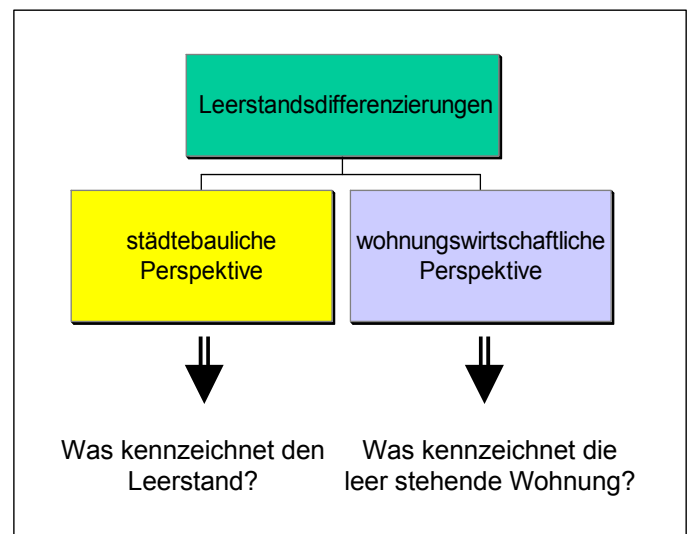 Leerstandsdifferenzierungen
städtebauliche
Perspektive
wohnungswirtschaftliche
Perspektive
Was kennzeichnet den
Leerstand?
Was kennzeichnet die
leer stehende Wohnung?